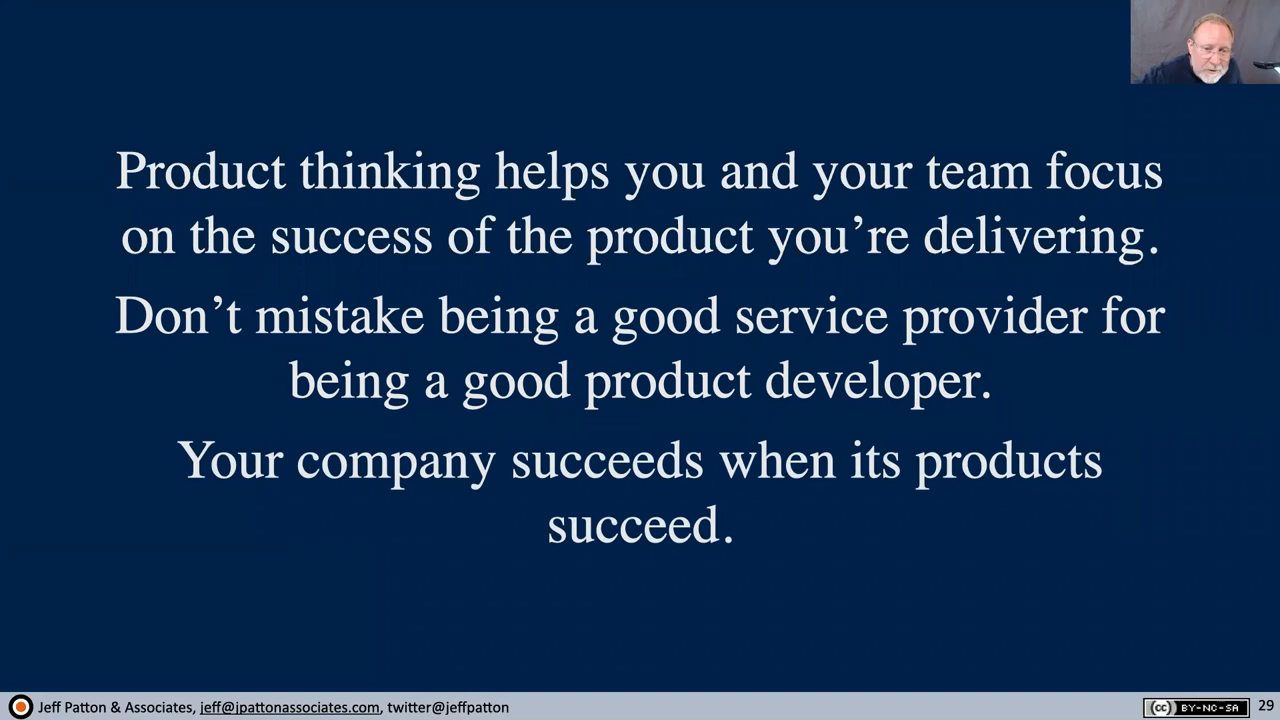 Product thinking helps you and your team focus
on the success of the product you’re delivering.
Don’t mistake being a good service provider for
being a good product developer.
Your company succeeds when its products
succeed.
Jeff Patton & Associates, jeff@jpattonassociates.com, twitter@jeffpatton
cc BY-NC-SA
29